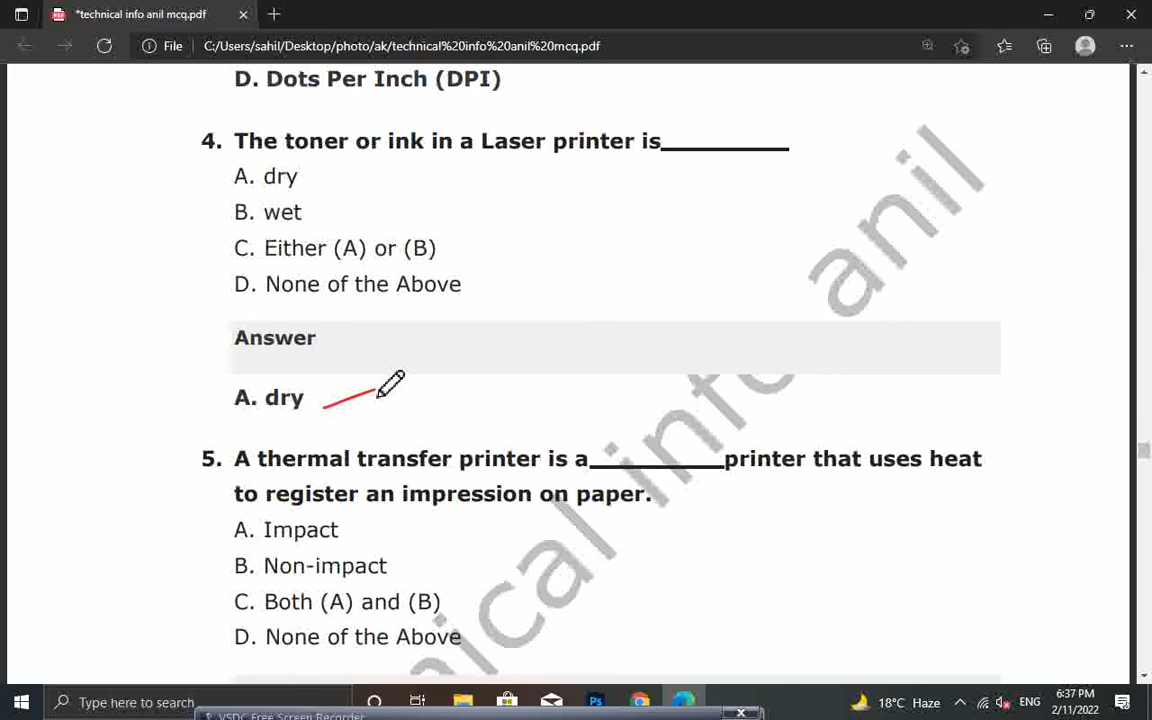 *technical info anil mcq.pdf
File C:/Users/sahil/Desktop/photo/ak/technical%20info%20anil%20mcq.pdf
D. Dots Per Inch (DPI)
4. The toner or ink in a Laser printer is__________
A. dry
B. wet
C. Either (A) or (B)
D. None of the Above
Answer
A. dry
5. A thermal transfer printer is a__________printer that uses heat
to register an impression on paper.
A. Impact
B. Non-impact
C. Both (A) and (B)
D. None of the Above
anil
info
Type here to search
18°C Haze
ENG
6:37 PM
2/11/2022
VSDC Free Screen Recorder